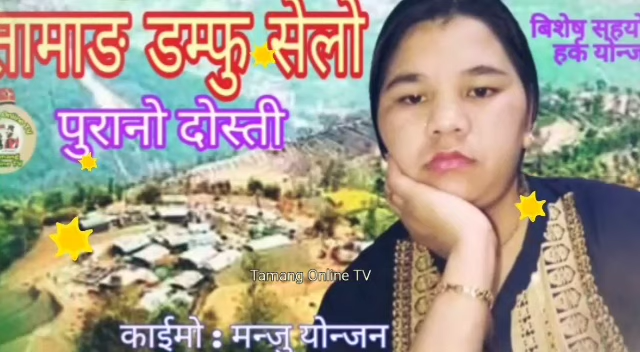 तामाङ डम्फु सेलो
पुरानो दोस्ती
बिशेष सहयो
हर्क योन्ज
Tamang Online TV
काईमो : मन्जु योन्जन